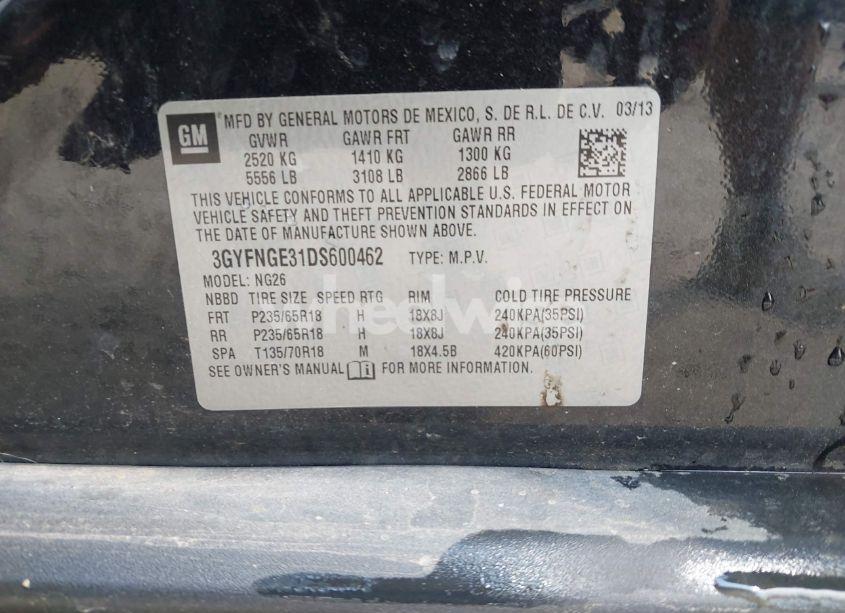 GM
MFD BY GENERAL MOTORS DE MEXICO, S. DE R.L. DE C.V. 03/13
GVWR GAWR FRT GAWR RR
2520 KG 1410 KG 1300 KG
5556 LB 3108 LB 2866 LB
THIS VEHICLE CONFORMS TO ALL APPLICABLE U.S. FEDERAL MOTOR
VEHICLE SAFETY AND THEFT PREVENTION STANDARDS IN EFFECT ON
THE DATE OF MANUFACTURE SHOWN ABOVE.
3GYFNGE31DS600462 TYPE: M.P.V.
MODEL: NG26
NBBD TIRE SIZE SPEED RTG RIM COLD TIRE PRESSURE
FRT P235/65R18 H 18X8J 240KPA(35PSI)
RR P235/65R18 H 18X8J 240KPA(35PSI)
SPA T135/70R18 M 18X4.5B 420KPA(60PSI)
SEE OWNER'S MANUAL i FOR MORE INFORMATION.